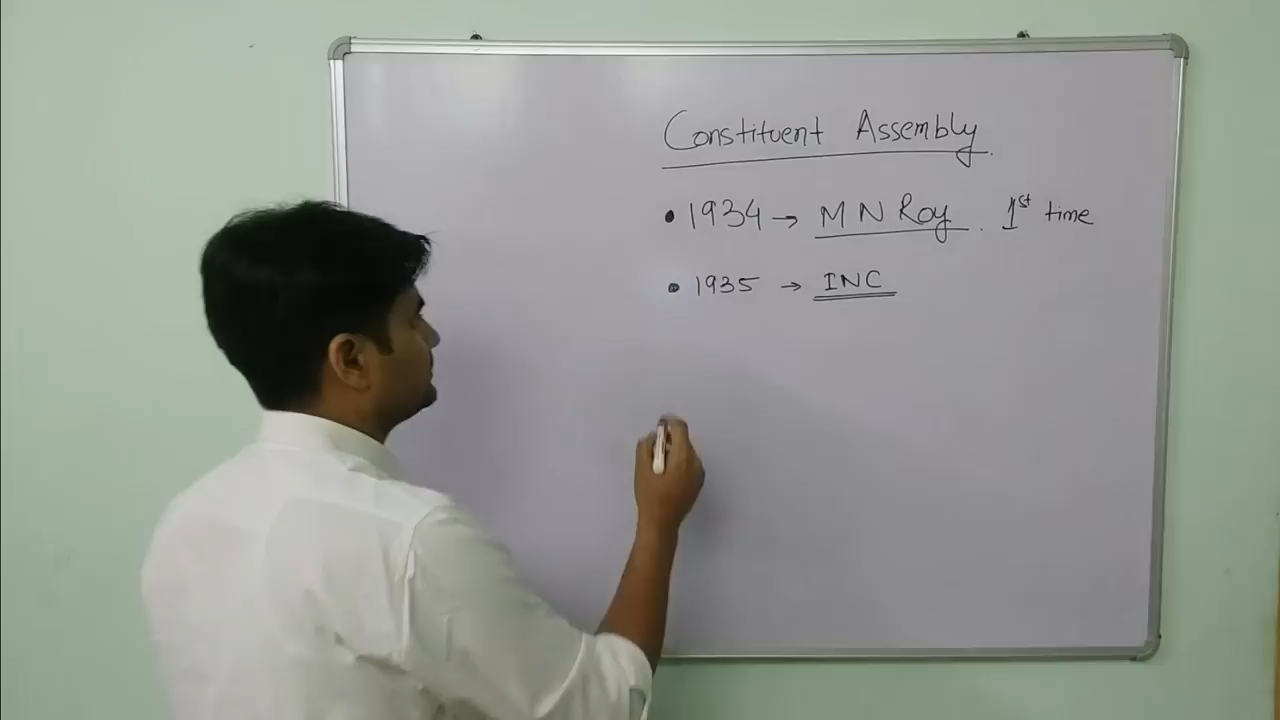 Constituent Assembly.
• 1934 → M N Roy. 1st time
• 1935 → INC